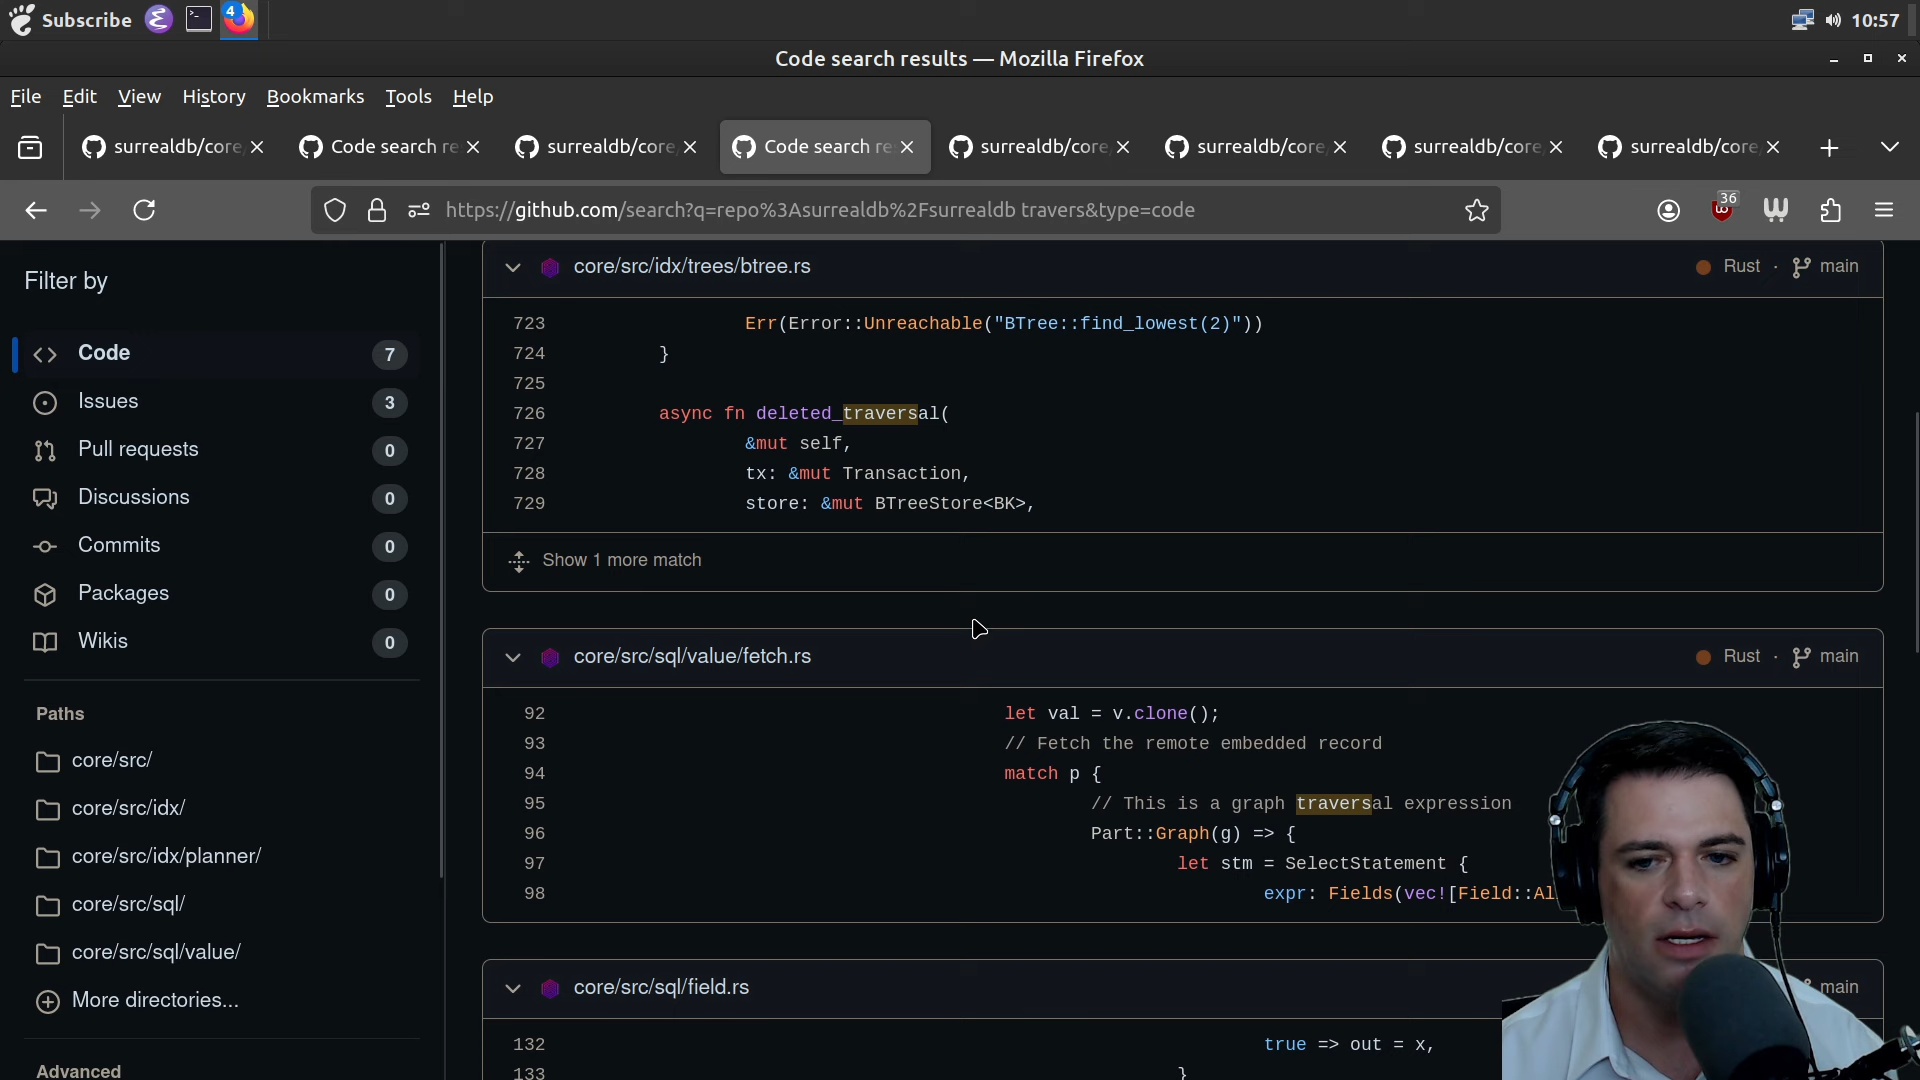 Subscribe
4
10:57
Code search results — Mozilla Firefox
File Edit View History Bookmarks Tools Help
surrealdb/core
Code search re
surrealdb/core
Code search re
surrealdb/core
surrealdb/core
surrealdb/core
surrealdb/core
https://github.com/search?q=repo%3Asurrealdb%2Fsurrealdb travers&type=code
36
Filter by
Code 7
Issues 3
Pull requests 0
Discussions 0
Commits 0
Packages 0
Wikis 0
Paths
core/src/
core/src/idx/
core/src/idx/planner/
core/src/sql/
core/src/sql/value/
More directories...
Advanced
core/src/idx/trees/btree.rs Rust · main
723 Err(Error::Unreachable("BTree::find_lowest(2)"))
724 }
725
726 async fn deleted_traversal(
727 &mut self,
728 tx: &mut Transaction,
729 store: &mut BTreeStore<BK>,
Show 1 more match
core/src/sql/value/fetch.rs Rust · main
92 let val = v.clone();
93 // Fetch the remote embedded record
94 match p {
95 // This is a graph traversal expression
96 Part::Graph(g) => {
97 let stm = SelectStatement {
98 expr: Fields(vec![Field::Al
core/src/sql/field.rs main
132 true => out = x,
133 }